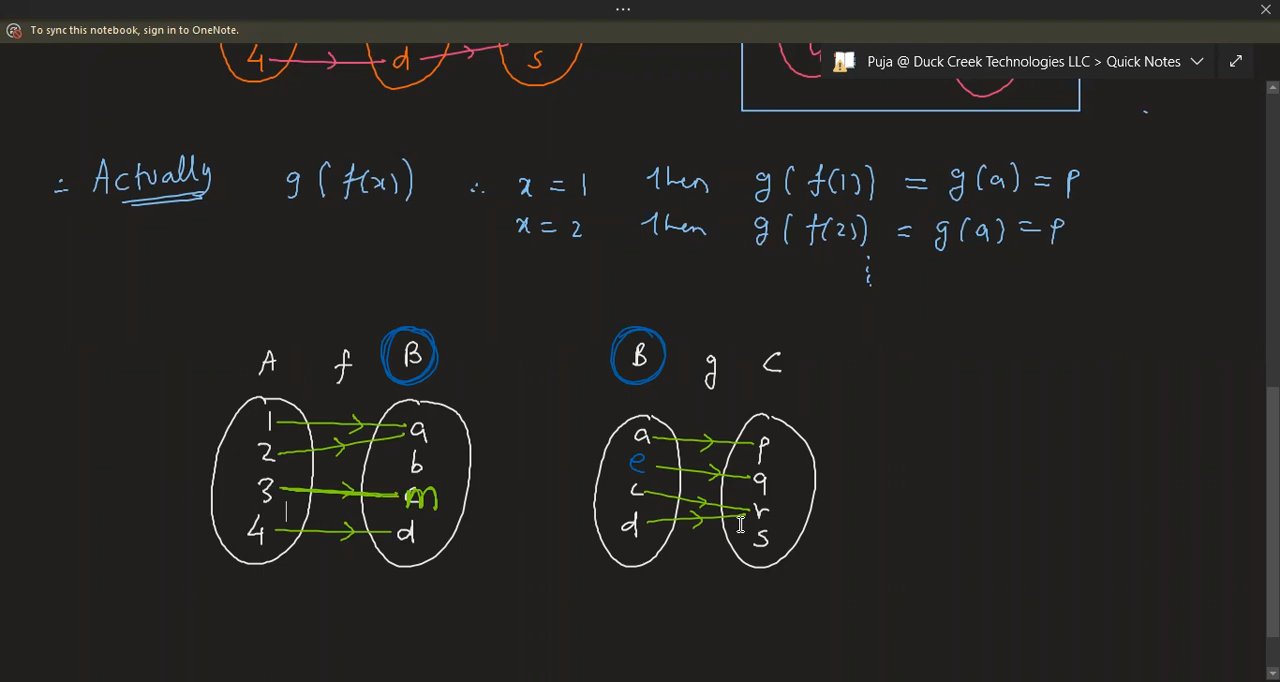 ...
To sync this notebook, sign in to OneNote.
4 d s
Puja @ Duck Creek Technologies LLC > Quick Notes
Actually g ( f(x) ) ∴ x = 1 then g ( f(1) ) = g(a) = p
x = 2 then g ( f(2) ) = g(a) = p
A f B
1 a
2 b
3 m
4 d
B g C
a p
e q
c r
d s